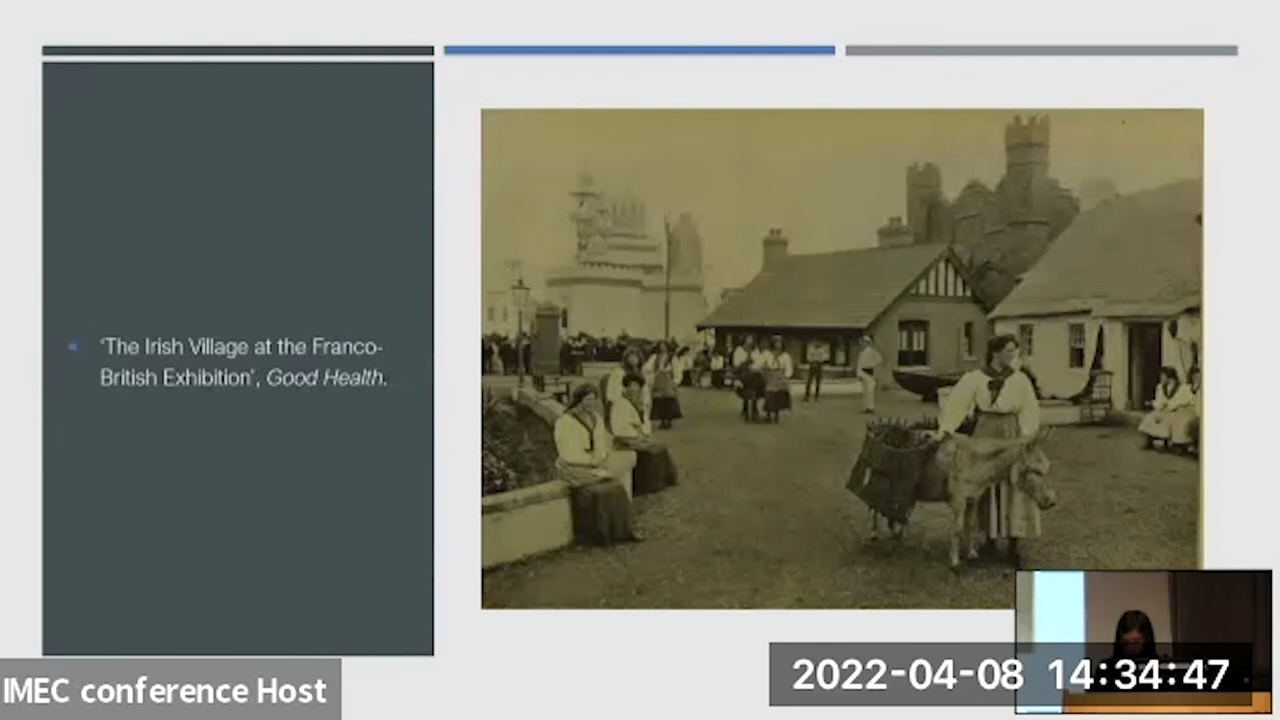 ‘The Irish Village at the Franco-
British Exhibition’, Good Health.
IMEC conference Host
2022-04-08 14:34:47